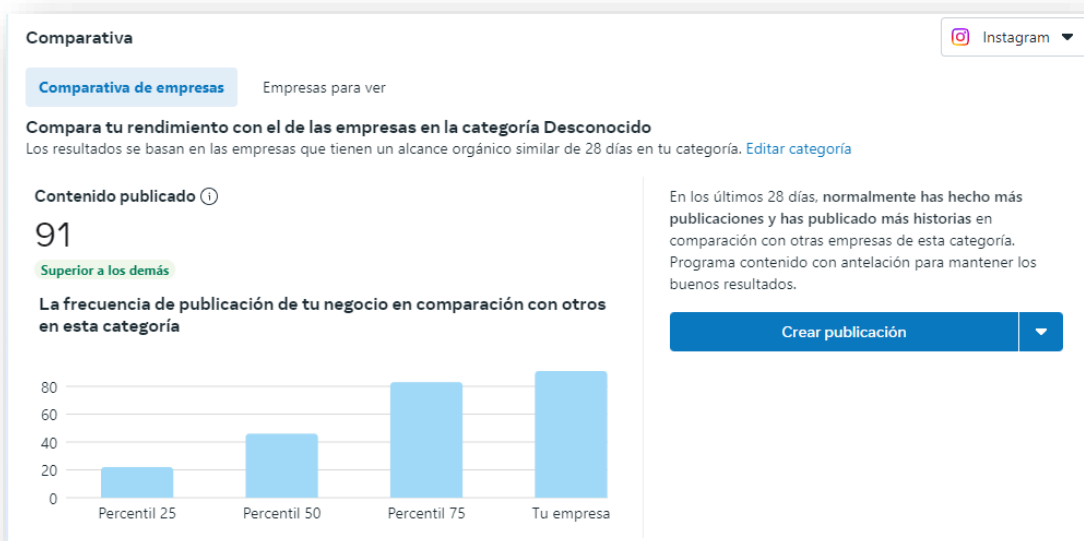 Comparativa
Instagram
Comparativa de empresas
Empresas para ver
Compara tu rendimiento con el de las empresas en la categoría Desconocido
Los resultados se basan en las empresas que tienen un alcance orgánico similar de 28 días en tu categoría. Editar categoría
Contenido publicado
91
Superior a los demás
La frecuencia de publicación de tu negocio en comparación con otros
en esta categoría
80
60
40
20
0
Percentil 25
Percentil 50
Percentil 75
Tu empresa
En los últimos 28 días, normalmente has hecho más
publicaciones y has publicado más historias en
comparación con otras empresas de esta categoría.
Programa contenido con antelación para mantener los
buenos resultados.
Crear publicación